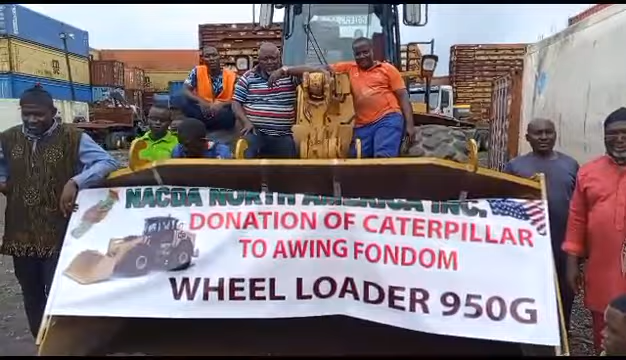 NACDA NORTH AMERICA INC.
DONATION OF CATERPILLAR
TO AWING FONDOM
WHEEL LOADER 950G